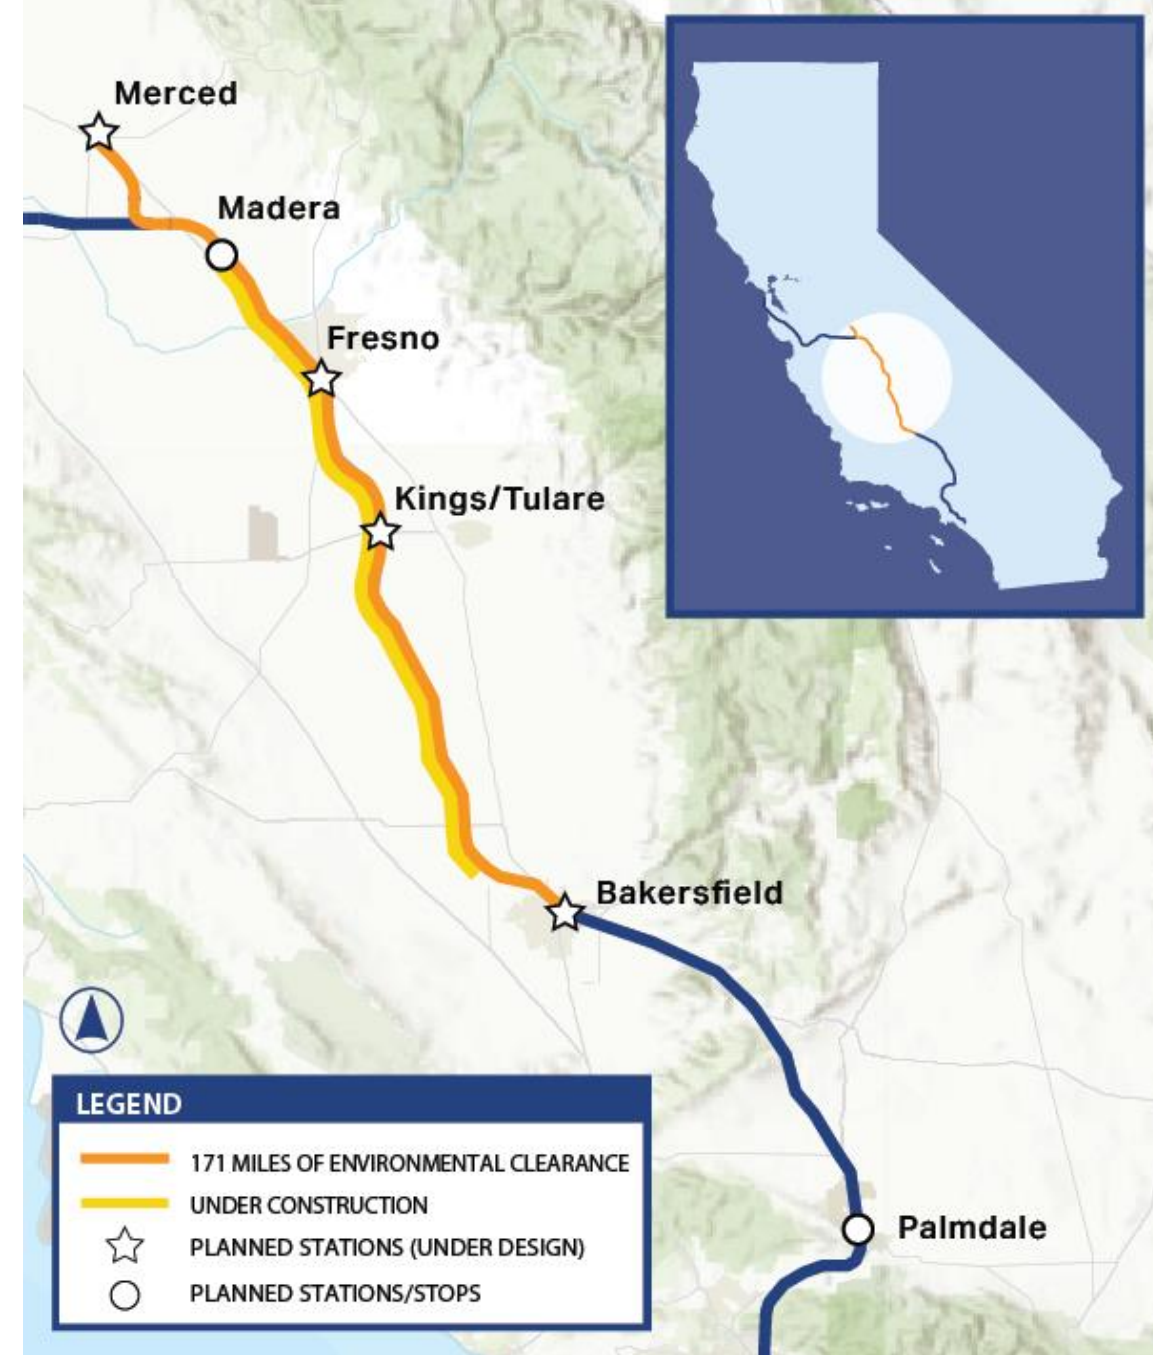 Merced
Madera
Fresno
Kings/Tulare
Bakersfield
Palmdale
LEGEND
171 MILES OF ENVIRONMENTAL CLEARANCE
UNDER CONSTRUCTION
PLANNED STATIONS (UNDER DESIGN)
PLANNED STATIONS/STOPS